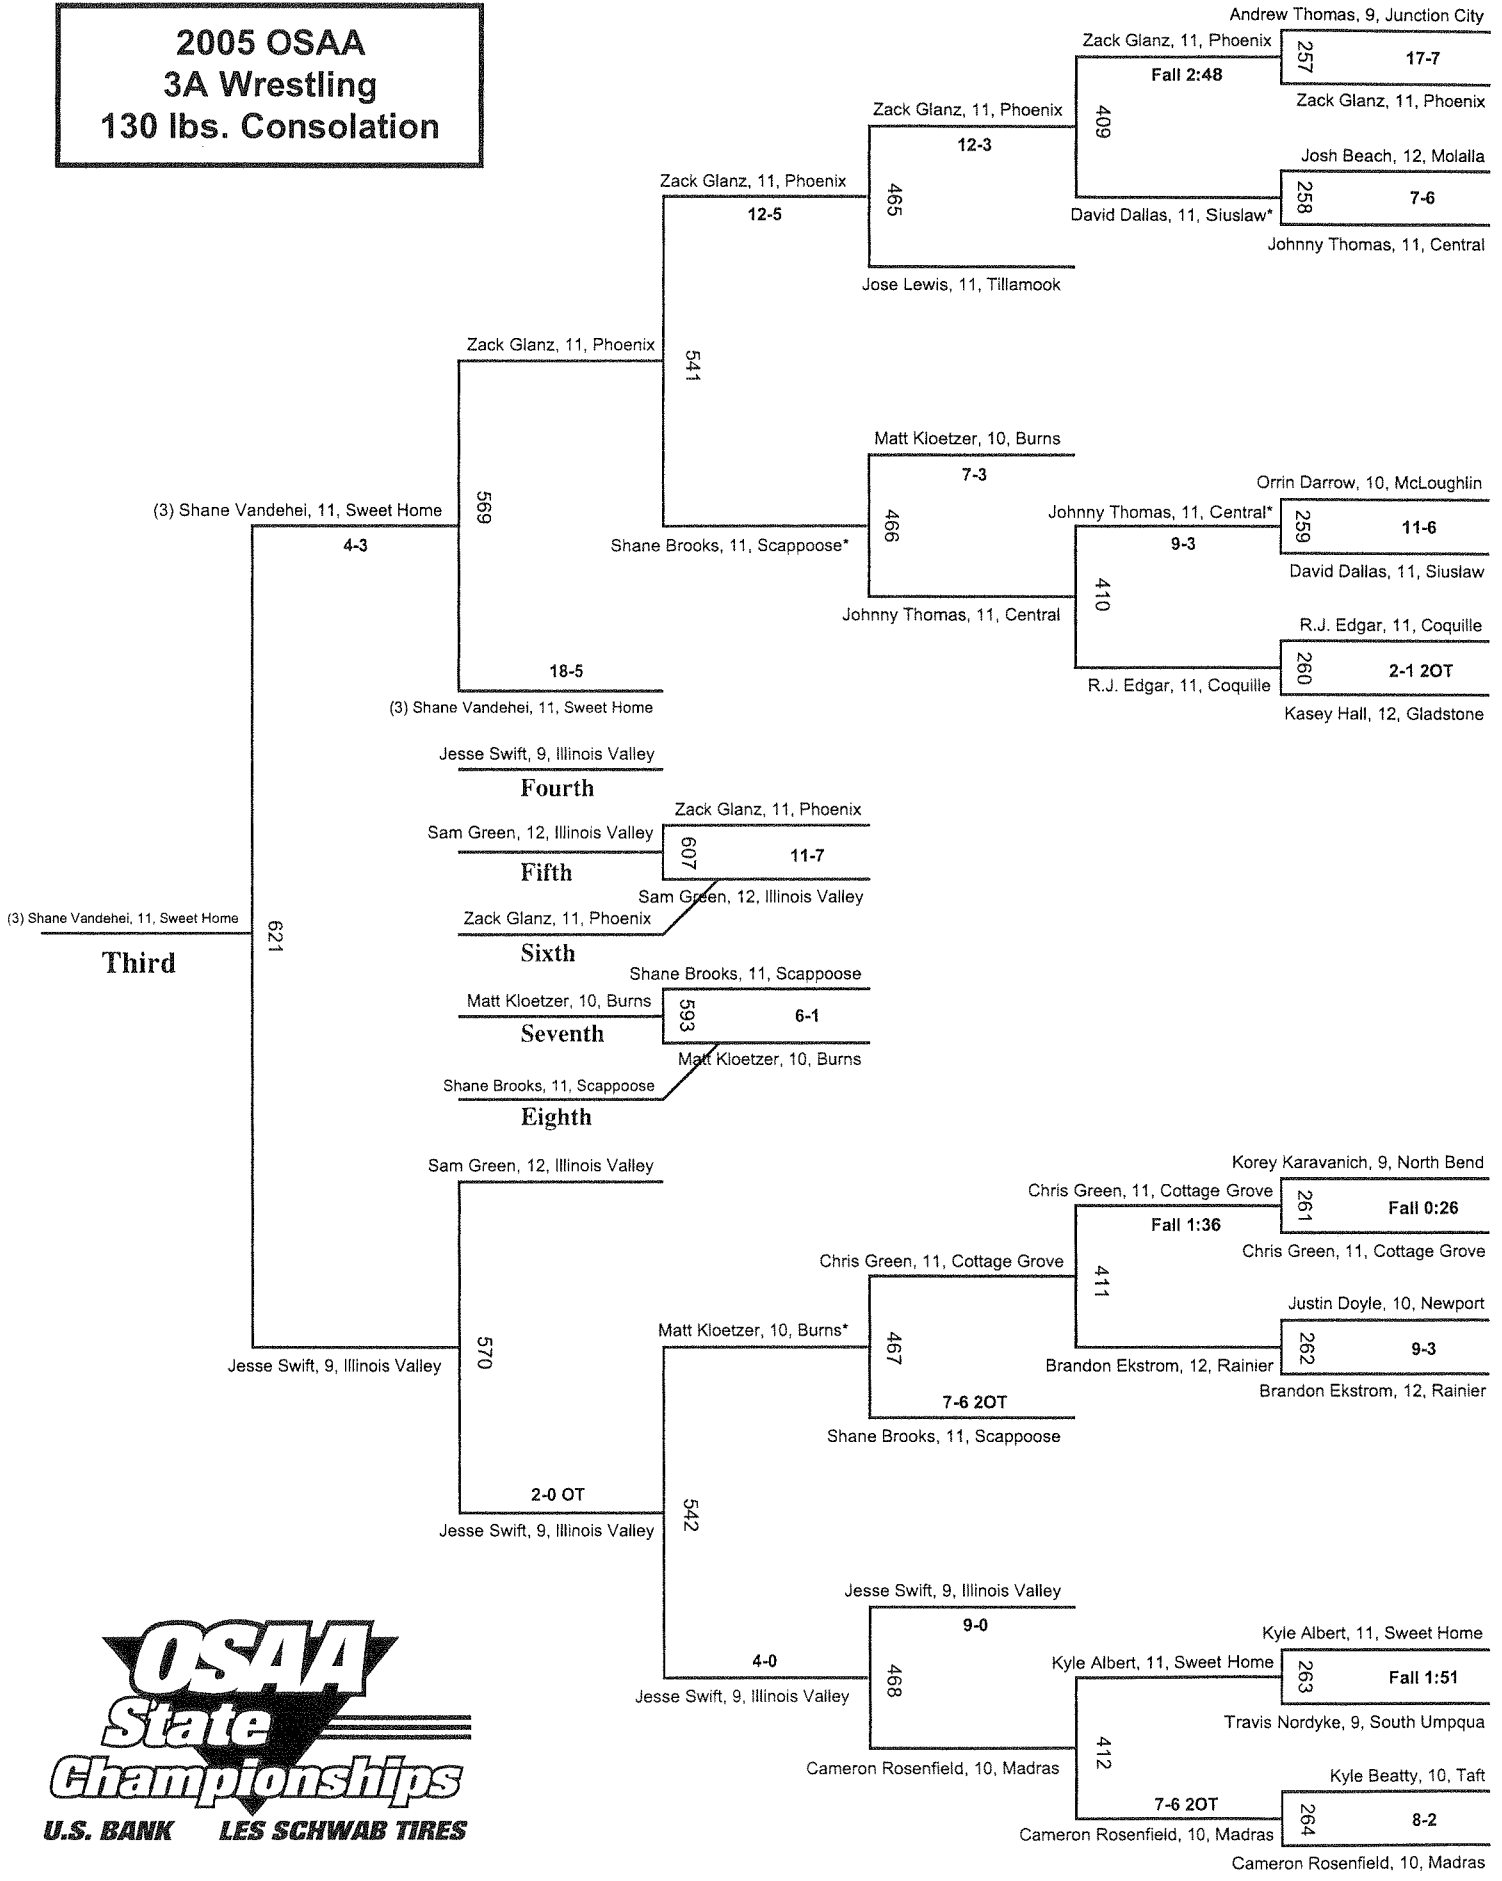 2005 OSAA
3A Wrestling
130 lbs. Consolation
Andrew Thomas, 9, Junction City
Zack Glanz, 11, Phoenix
257
17-7
Fall 2:48
Zack Glanz, 11, Phoenix
Zack Glanz, 11, Phoenix
409
12-3
Josh Beach, 12, Molalla
Zack Glanz, 11, Phoenix
465
258
7-6
12-5
David Dallas, 11, Siuslaw*
Johnny Thomas, 11, Central
Jose Lewis, 11, Tillamook
Zack Glanz, 11, Phoenix
541
Matt Kloetzer, 10, Burns
7-3
Orrin Darrow, 10, McLoughlin
(3) Shane Vandehei, 11, Sweet Home
569
Johnny Thomas, 11, Central*
259
11-6
4-3
Shane Brooks, 11, Scappoose*
466
9-3
David Dallas, 11, Siuslaw
410
Johnny Thomas, 11, Central
R.J. Edgar, 11, Coquille
18-5
260
2-1 2OT
R.J. Edgar, 11, Coquille
(3) Shane Vandehei, 11, Sweet Home
Kasey Hall, 12, Gladstone
Jesse Swift, 9, Illinois Valley
Fourth
Zack Glanz, 11, Phoenix
Sam Green, 12, Illinois Valley
607
11-7
Fifth
Sam Green, 12, Illinois Valley
Zack Glanz, 11, Phoenix
Sixth
(3) Shane Vandehei, 11, Sweet Home
621
Third
Shane Brooks, 11, Scappoose
Matt Kloetzer, 10, Burns
593
6-1
Seventh
Matt Kloetzer, 10, Burns
Shane Brooks, 11, Scappoose
Eighth
Sam Green, 12, Illinois Valley
Korey Karavanich, 9, North Bend
Chris Green, 11, Cottage Grove
261
Fall 0:26
Fall 1:36
Chris Green, 11, Cottage Grove
Chris Green, 11, Cottage Grove
411
Justin Doyle, 10, Newport
Matt Kloetzer, 10, Burns*
467
262
9-3
Jesse Swift, 9, Illinois Valley
570
Brandon Ekstrom, 12, Rainier
Brandon Ekstrom, 12, Rainier
7-6 2OT
Shane Brooks, 11, Scappoose
2-0 OT
542
Jesse Swift, 9, Illinois Valley
Jesse Swift, 9, Illinois Valley
9-0
Kyle Albert, 11, Sweet Home
4-0
Kyle Albert, 11, Sweet Home
263
Fall 1:51
468
Jesse Swift, 9, Illinois Valley
Travis Nordyke, 9, South Umpqua
412
Cameron Rosenfield, 10, Madras
Kyle Beatty, 10, Taft
7-6 2OT
264
8-2
Cameron Rosenfield, 10, Madras
Cameron Rosenfield, 10, Madras
OSAA
State
Championships
U.S. BANK LES SCHWAB TIRES